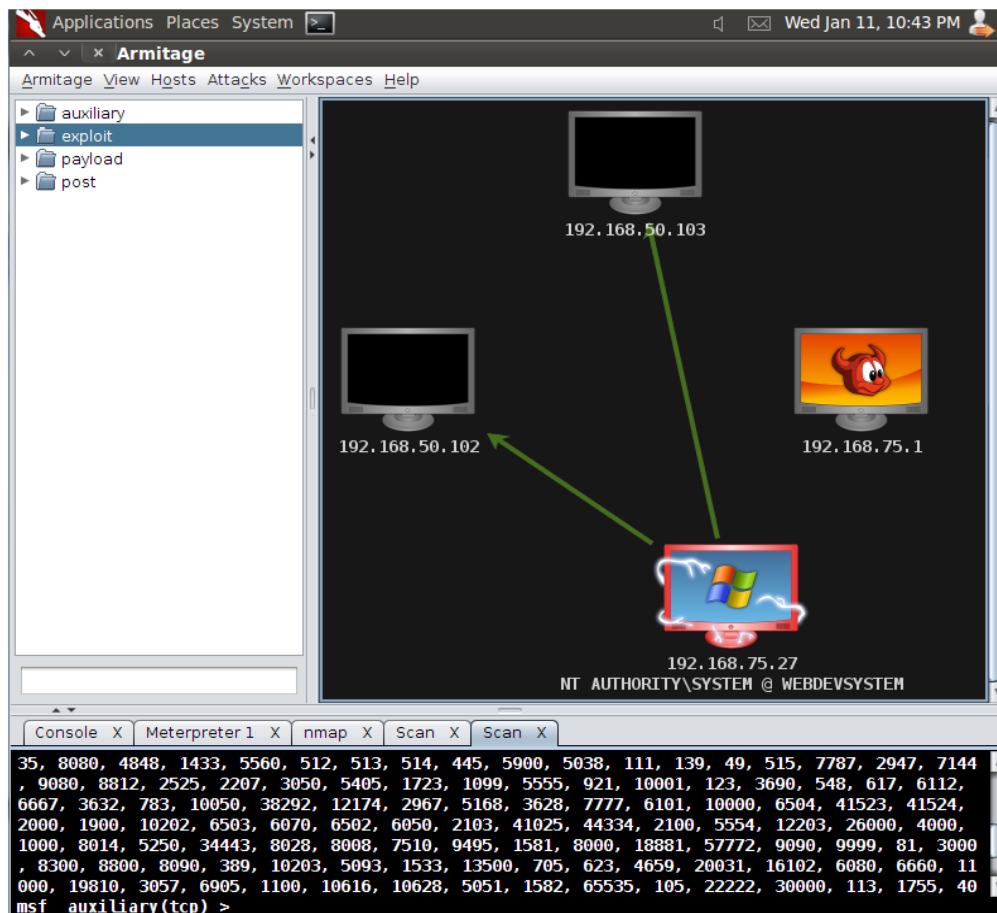 Applications Places System
Wed Jan 11, 10:43 PM
Armitage
Armitage View Hosts Attacks Workspaces Help
auxiliary
exploit
payload
post
192.168.50.103
192.168.50.102
192.168.75.1
192.168.75.27
NT AUTHORITY\SYSTEM @ WEBDEVSYSTEM
Console X Meterpreter 1 X nmap X Scan X Scan X
35, 8080, 4848, 1433, 5560, 512, 513, 514, 445, 5900, 5038, 111, 139, 49, 515, 7787, 2947, 7144
, 9080, 8812, 2525, 2207, 3050, 5405, 1723, 1099, 5555, 921, 10001, 123, 3690, 548, 617, 6112,
6667, 3632, 783, 10050, 38292, 12174, 2967, 5168, 3628, 7777, 6101, 10000, 6504, 41523, 41524,
2000, 1900, 10202, 6503, 6070, 6502, 6050, 2103, 41025, 44334, 2100, 5554, 12203, 26000, 4000,
1000, 8014, 5250, 34443, 8028, 8008, 7510, 9495, 1581, 8000, 18881, 57772, 9090, 9999, 81, 3000
, 8300, 8800, 8090, 389, 10203, 5093, 1533, 13500, 705, 623, 4659, 20031, 16102, 6080, 6660, 11
000, 19810, 3057, 6905, 1100, 10616, 10628, 5051, 1582, 65535, 105, 22222, 30000, 113, 1755, 40
msf auxiliary(tcp) >